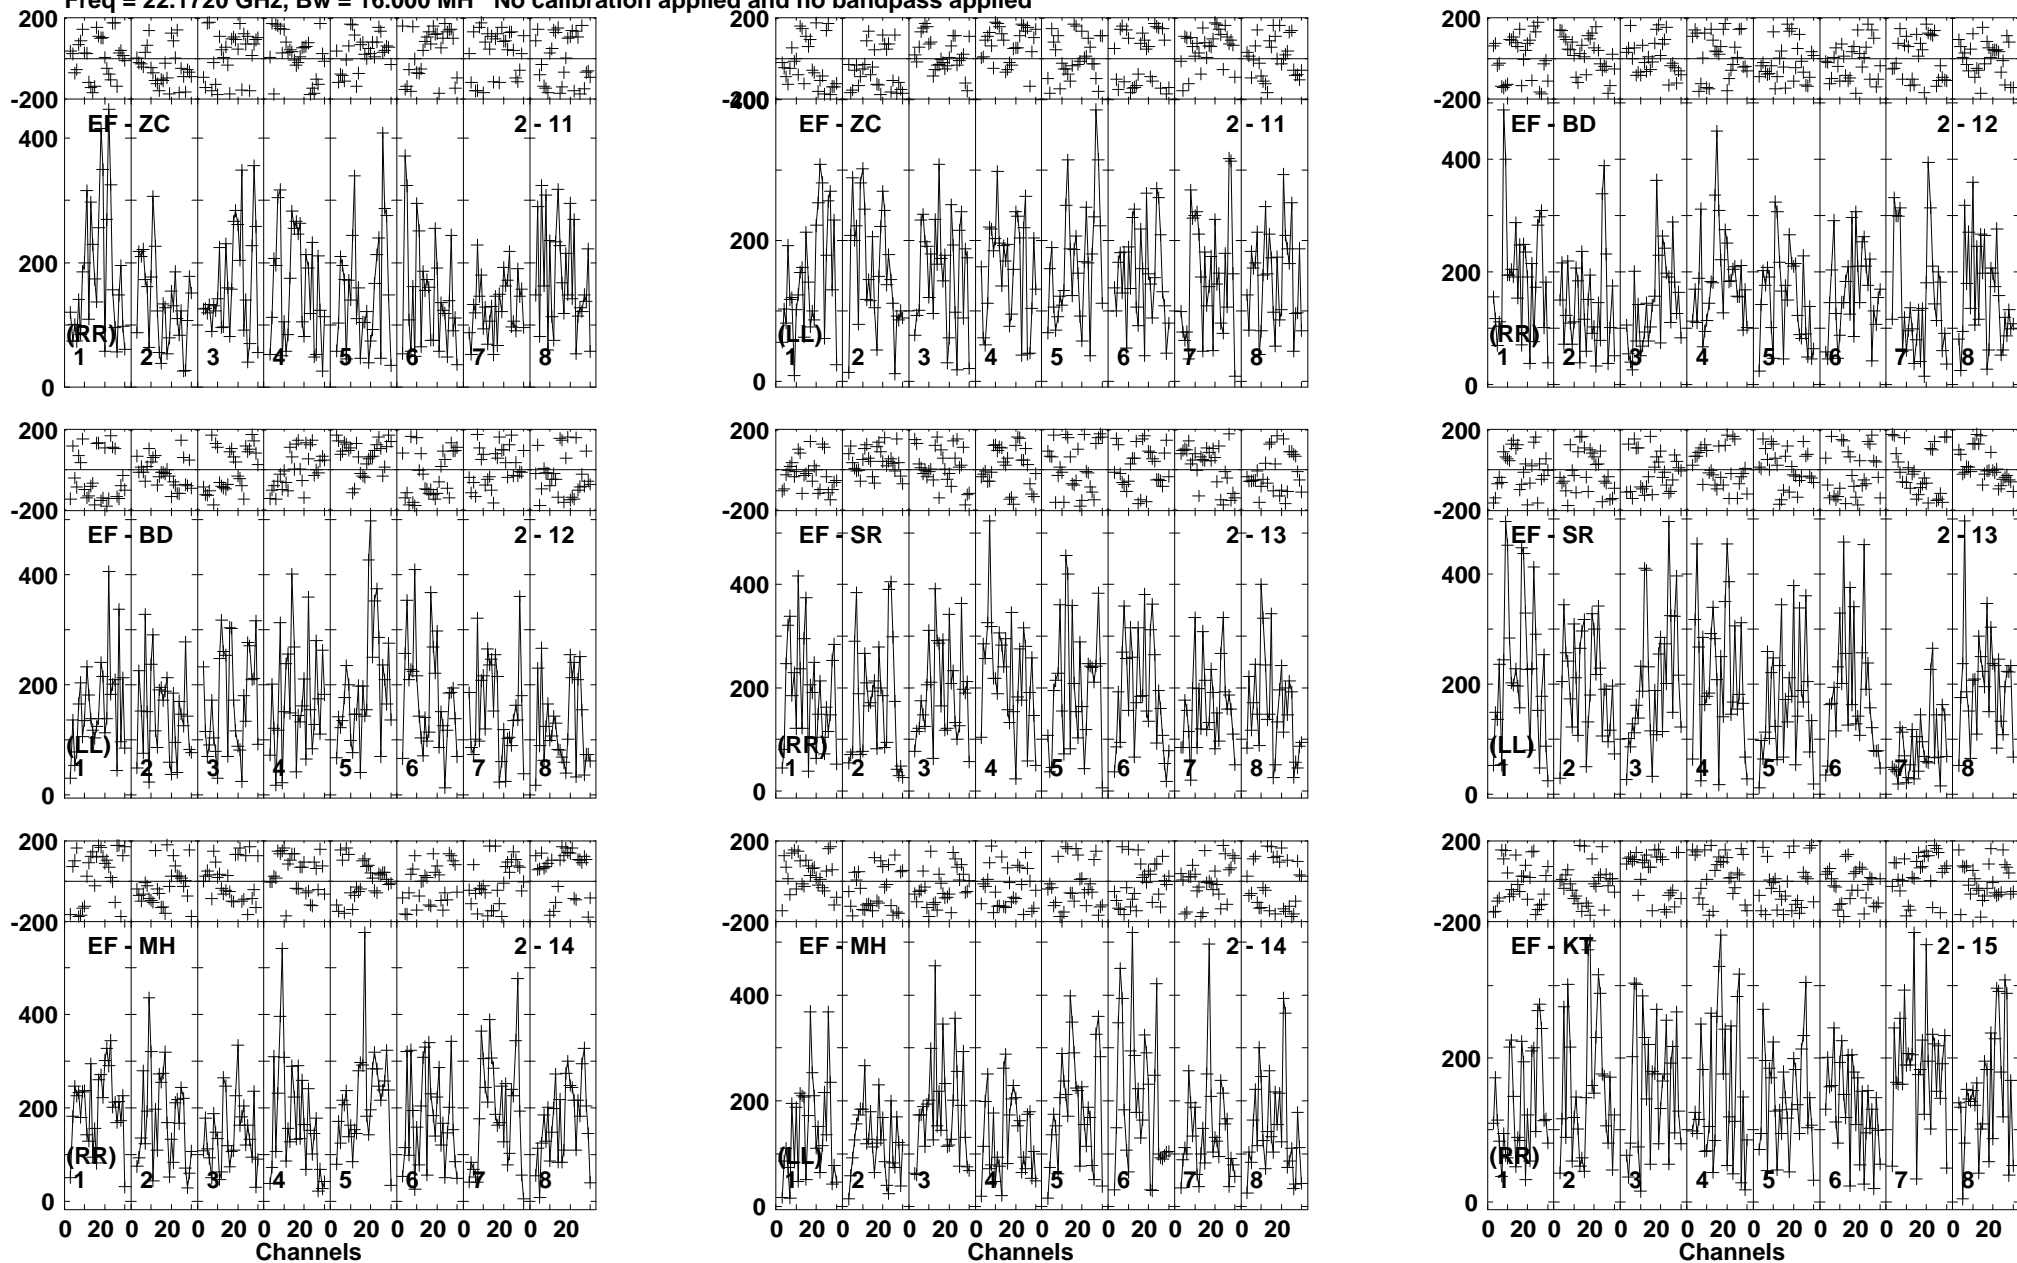 Freq = 22.1720 GHz, Bw = 16.000 MH No calibration applied and no bandpass applied
200 200 200
-200 -200 -200
EF - ZC 2 - 11 EF - ZC 2 - 11 EF - BD 2 - 12
400 400 400
200 200 200
(RR) (LL) (RR)
1 2 3 4 5 6 7 8 1 2 3 4 5 6 7 8 1 2 3 4 5 6 7 8
0 0 0
200 200 200
-200 -200 -200
EF - BD 2 - 12 EF - SR 2 - 13 EF - SR 2 - 13
400 400 400
200 200 200
(LL) (RR) (LL)
1 2 3 4 5 6 7 8 1 2 3 4 5 6 7 8 1 2 3 4 5 6 7 8
0 0 0
200 200 200
-200 -200 -200
EF - MH 2 - 14 EF - MH 2 - 14 EF - KT 2 - 15
400 400
200 200 200
(RR) (LL) (RR)
1 2 3 4 5 6 7 8 1 2 3 4 5 6 7 8 1 2 3 4 5 6 7 8
0 0 0
0 20 0 20 0 20 0 20 0 20 0 20 0 20 0 20 0 20 0 20 0 20 0 20 0 20 0 20 0 20 0 20 0 20 0 20 0 20 0 20 0 20 0 20 0 20 0 20
Channels Channels Channels